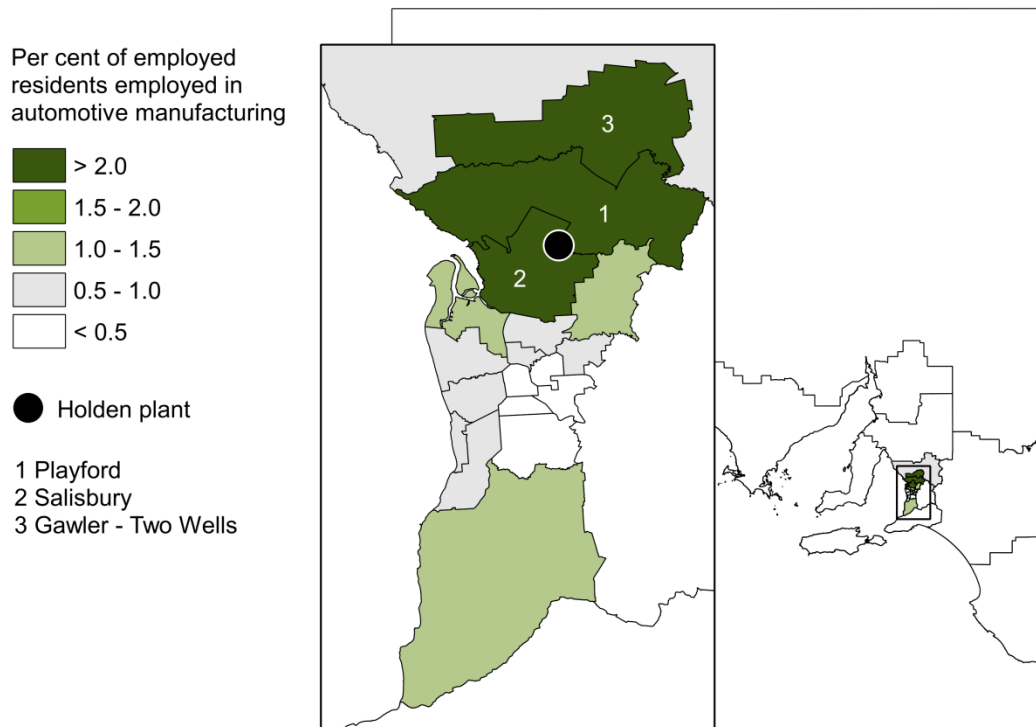 Per cent of employed
residents employed in
automotive manufacturing
> 2.0
1.5 - 2.0
1.0 - 1.5
0.5 - 1.0
< 0.5
Holden plant
1 Playford
2 Salisbury
3 Gawler - Two Wells
3
1
2